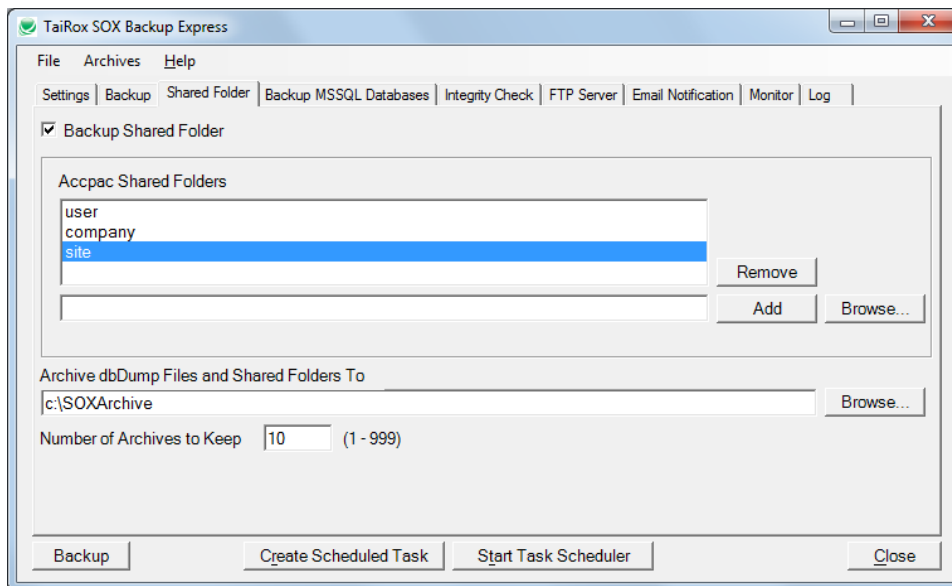 TaiRox SOX Backup Express
File Archives Help
Settings Backup Shared Folder Backup MSSQL Databases Integrity Check FTP Server Email Notification Monitor Log
Backup Shared Folder
Accpac Shared Folders
user
company
site
Remove
Add Browse...
Archive dbDump Files and Shared Folders To
c:\SOXArchive Browse...
Number of Archives to Keep 10 (1 - 999)
Backup Create Scheduled Task Start Task Scheduler Close